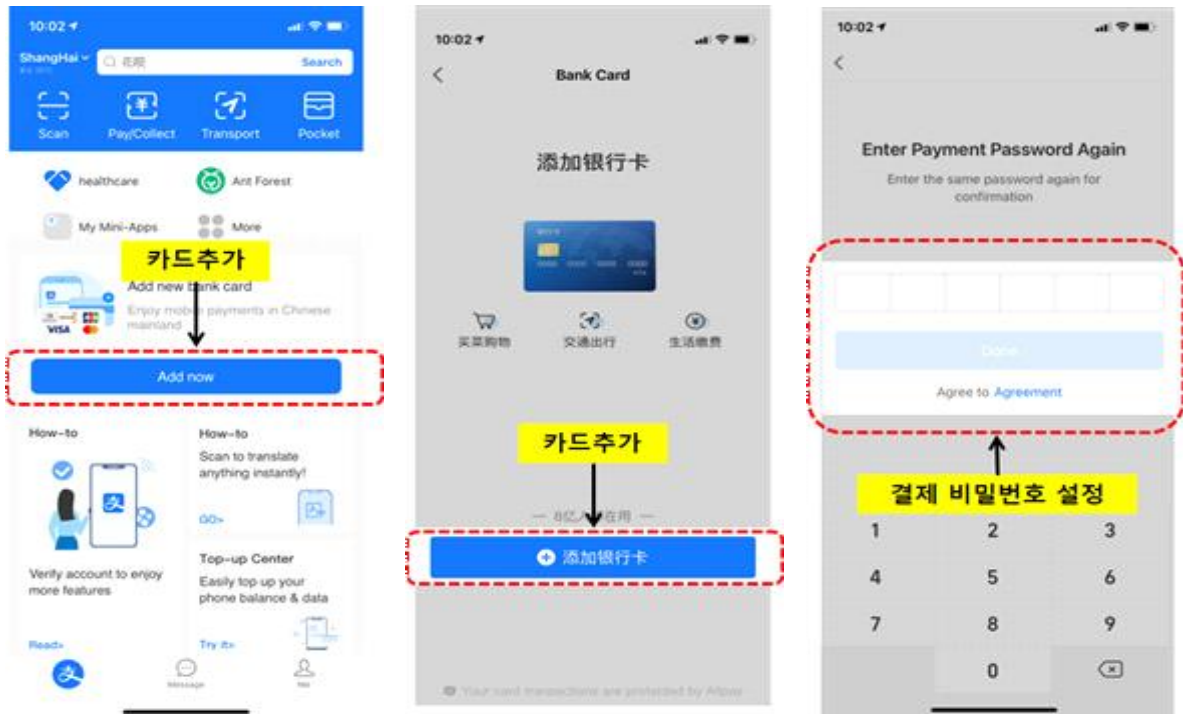 10:02
ShangHai
Search
Scan
Pay/Collect
Transport
Pocket
healthcare
Ant Forest
My Mini-Apps
More
카드추가
Add new bank card
Enjoy mobile payments in Chinese
mainland
VISA
Add now
How-to
Verify account to enjoy
more features
Read>
How-to
Scan to translate
anything instantly!
GO>
Top-up Center
Easily top up your
phone balance & data
Try it>
Message
Me
10:02
Bank Card
添加银行卡
买菜购物
交通出行
生活缴费
카드추가
添加银行卡
Your card transactions are protected by Alipay
10:02
Enter Payment Password Again
Enter the same password again for
confirmation
Done
Agree to Agreement
결제 비밀번호 설정
1 2 3
4 5 6
7 8 9
0